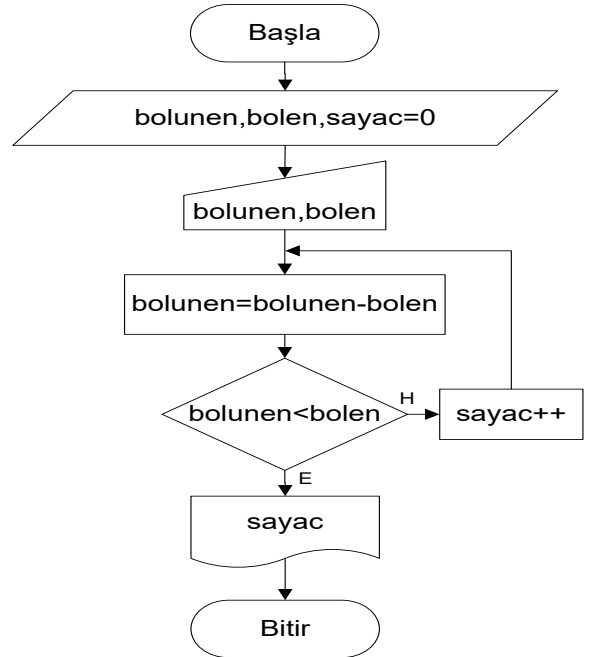 Başla
bolunen,bolen,sayac=0
bolunen,bolen
bolunen=bolunen-bolen
bolunen<bolen
H
sayac++
E
sayac
Bitir